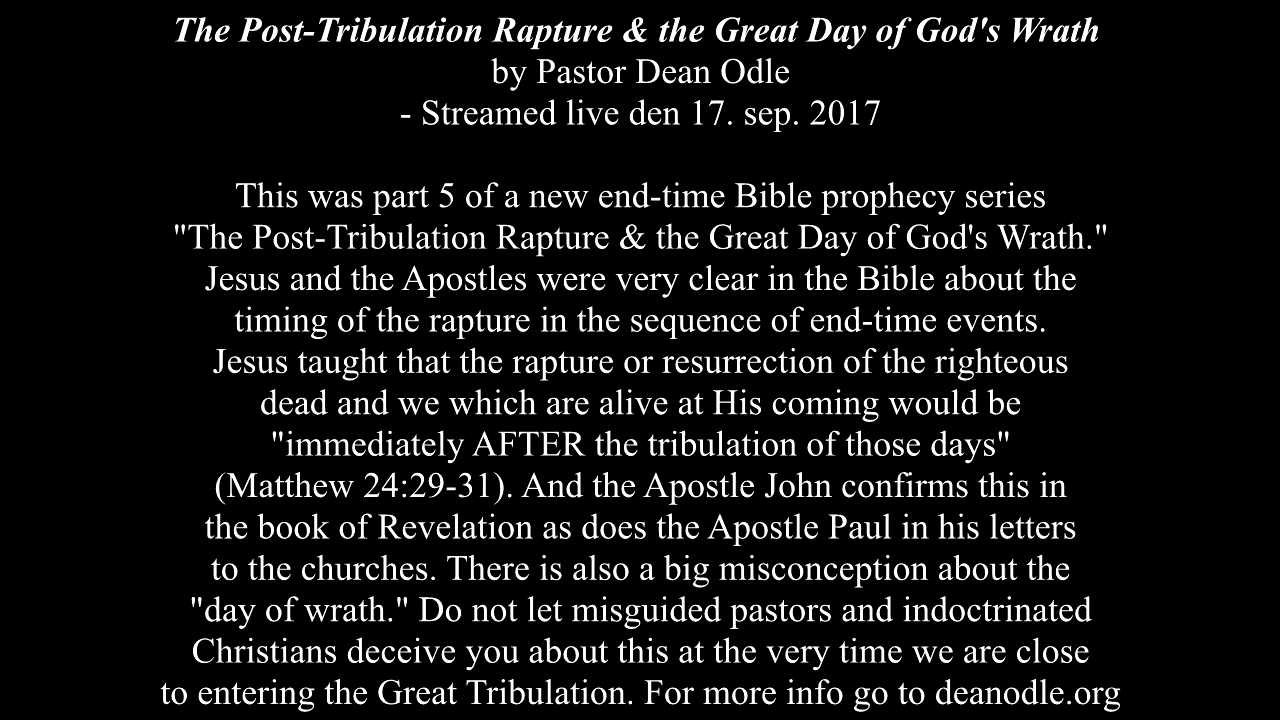 The Post-Tribulation Rapture & the Great Day of God's Wrath
by Pastor Dean Odle
- Streamed live den 17. sep. 2017
This was part 5 of a new end-time Bible prophecy series
"The Post-Tribulation Rapture & the Great Day of God's Wrath."
Jesus and the Apostles were very clear in the Bible about the
timing of the rapture in the sequence of end-time events.
Jesus taught that the rapture or resurrection of the righteous
dead and we which are alive at His coming would be
"immediately AFTER the tribulation of those days"
(Matthew 24:29-31). And the Apostle John confirms this in
the book of Revelation as does the Apostle Paul in his letters
to the churches. There is also a big misconception about the
"day of wrath." Do not let misguided pastors and indoctrinated
Christians deceive you about this at the very time we are close
to entering the Great Tribulation. For more info go to deanodle.org